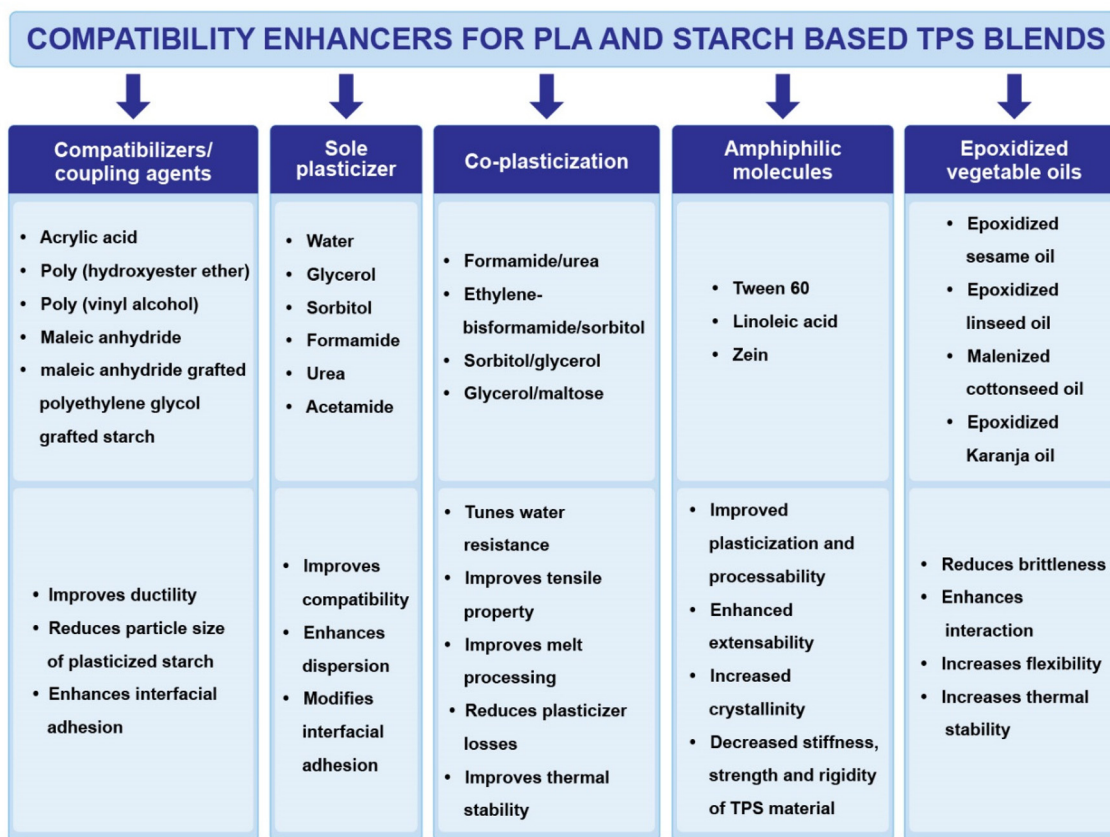 COMPATIBILITY ENHANCERS FOR PLA AND STARCH BASED TPS BLENDS
Compatibilizers/
coupling agents
• Acrylic acid
• Poly (hydroxyester ether)
• Poly (vinyl alcohol)
• Maleic anhydride
• maleic anhydride grafted
polyethylene glycol
grafted starch
• Improves ductility
• Reduces particle size
of plasticized starch
• Enhances interfacial
adhesion
Sole
plasticizer
• Water
• Glycerol
• Sorbitol
• Formamide
• Urea
• Acetamide
• Improves
compatibility
• Enhances
dispersion
• Modifies
interfacial
adhesion
Co-plasticization
• Formamide/urea
• Ethylene-
bisformamide/sorbitol
• Sorbitol/glycerol
• Glycerol/maltose
• Tunes water
resistance
• Improves tensile
property
• Improves melt
processing
• Reduces plasticizer
losses
• Improves thermal
stability
Amphiphilic
molecules
• Tween 60
• Linoleic acid
• Zein
• Improved
plasticization and
processability
• Enhanced
extensability
• Increased
crystallinity
• Decreased stiffness,
strength and rigidity
of TPS material
Epoxidized
vegetable oils
• Epoxidized
sesame oil
• Epoxidized
linseed oil
• Malenized
cottonseed oil
• Epoxidized
Karanja oil
• Reduces brittleness
• Enhances
interaction
• Increases flexibility
• Increases thermal
stability